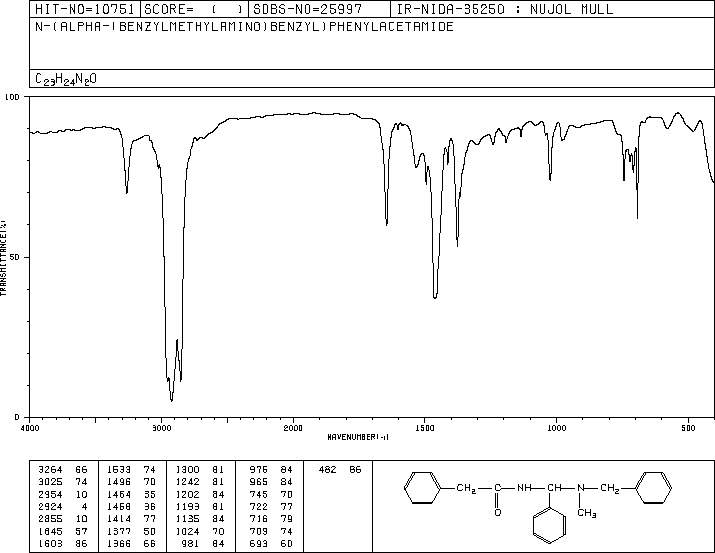 HIT-NO=10751 SCORE= ( ) SDBS-NO=25997 IR-NIDA-35250 : NUJOL MULL
N-(ALPHA-(BENZYLMETHYLAMINO)BENZYL)PHENYLACETAMIDE
C23H24N2O
100
50
0
TRANSMITTANCE(%)
4000 3000 2000 1500 1000 500
WAVENUMBER(-1)
3264 66 1533 74 1300 81 976 84 482 86
3025 74 1496 70 1242 81 965 84
2954 10 1464 35 1202 84 745 70
2924 4 1458 36 1193 81 722 77
2855 10 1414 77 1135 84 716 79
1645 57 1377 50 1024 70 709 74
1603 86 1366 66 981 84 693 60
CH2 C NH CH N CH2
O CH3